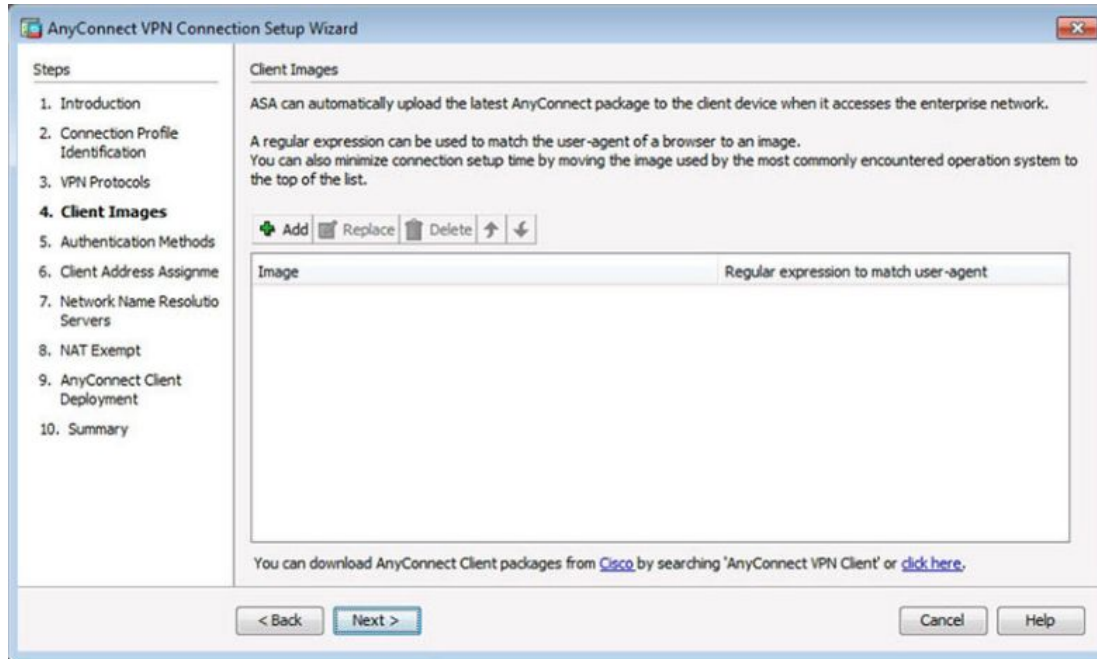 AnyConnect VPN Connection Setup Wizard
Steps
1. Introduction
2. Connection Profile
Identification
3. VPN Protocols
4. Client Images
5. Authentication Methods
6. Client Address Assignme
7. Network Name Resolutio
Servers
8. NAT Exempt
9. AnyConnect Client
Deployment
10. Summary
Client Images
ASA can automatically upload the latest AnyConnect package to the client device when it accesses the enterprise network.
A regular expression can be used to match the user-agent of a browser to an image.
You can also minimize connection setup time by moving the image used by the most commonly encountered operation system to
the top of the list.
Add Replace Delete
Image Regular expression to match user-agent
You can download AnyConnect Client packages from Cisco by searching 'AnyConnect VPN Client' or click here.
< Back Next > Cancel Help